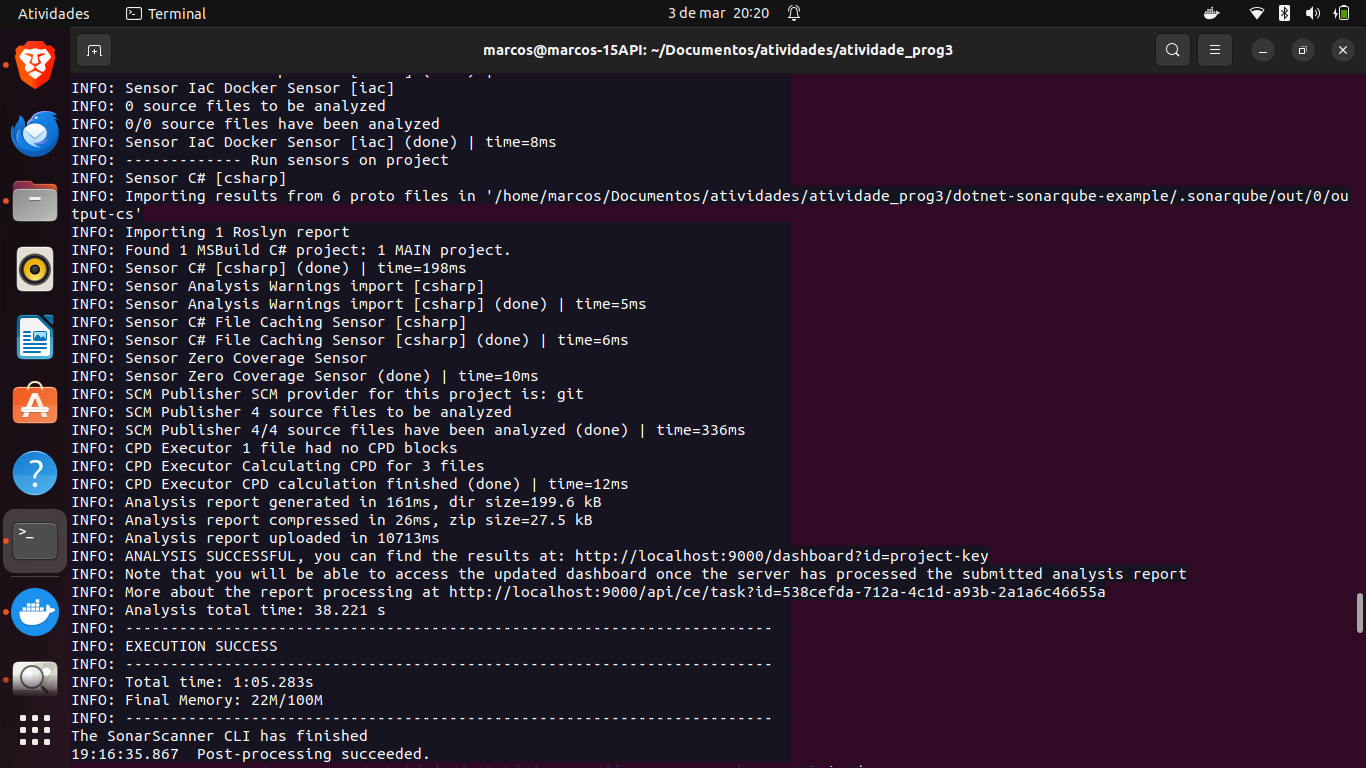 Atividades
Terminal
3 de mar 20:20
marcos@marcos-15API: ~/Documentos/atividades/atividade_prog3
INFO: Sensor IaC Docker Sensor [iac]
INFO: 0 source files to be analyzed
INFO: 0/0 source files have been analyzed
INFO: Sensor IaC Docker Sensor [iac] (done) | time=8ms
INFO: ------------- Run sensors on project
INFO: Sensor C# [csharp]
INFO: Importing results from 6 proto files in '/home/marcos/Documentos/atividades/atividade_prog3/dotnet-sonarqube-example/.sonarqube/out/0/ou
tput-cs'
INFO: Importing 1 Roslyn report
INFO: Found 1 MSBuild C# project: 1 MAIN project.
INFO: Sensor C# [csharp] (done) | time=198ms
INFO: Sensor Analysis Warnings import [csharp]
INFO: Sensor Analysis Warnings import [csharp] (done) | time=5ms
INFO: Sensor C# File Caching Sensor [csharp]
INFO: Sensor C# File Caching Sensor [csharp] (done) | time=6ms
INFO: Sensor Zero Coverage Sensor
INFO: Sensor Zero Coverage Sensor (done) | time=10ms
INFO: SCM Publisher SCM provider for this project is: git
INFO: SCM Publisher 4 source files to be analyzed
INFO: SCM Publisher 4/4 source files have been analyzed (done) | time=336ms
INFO: CPD Executor 1 file had no CPD blocks
INFO: CPD Executor Calculating CPD for 3 files
INFO: CPD Executor CPD calculation finished (done) | time=12ms
INFO: Analysis report generated in 161ms, dir size=199.6 kB
INFO: Analysis report compressed in 26ms, zip size=27.5 kB
INFO: Analysis report uploaded in 10713ms
INFO: ANALYSIS SUCCESSFUL, you can find the results at: http://localhost:9000/dashboard?id=project-key
INFO: Note that you will be able to access the updated dashboard once the server has processed the submitted analysis report
INFO: More about the report processing at http://localhost:9000/api/ce/task?id=538cefda-712a-4c1d-a93b-2a1a6c46655a
INFO: Analysis total time: 38.221 s
INFO: ------------------------------------------------------------------------
INFO: EXECUTION SUCCESS
INFO: ------------------------------------------------------------------------
INFO: Total time: 1:05.283s
INFO: Final Memory: 22M/100M
INFO: ------------------------------------------------------------------------
The SonarScanner CLI has finished
19:16:35.867  Post-processing succeeded.